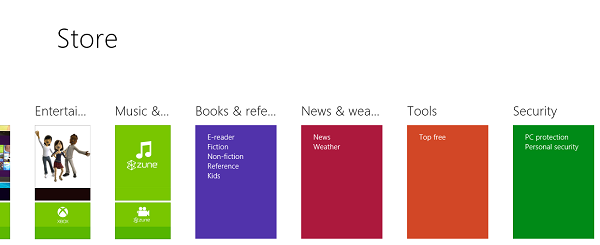 Store
Entertai...
Music &...
Books & refe...
News & wea...
Tools
Security
XBOX
zune
zune
E-reader
Fiction
Non-fiction
Reference
Kids
News
Weather
Top free
PC protection
Personal security